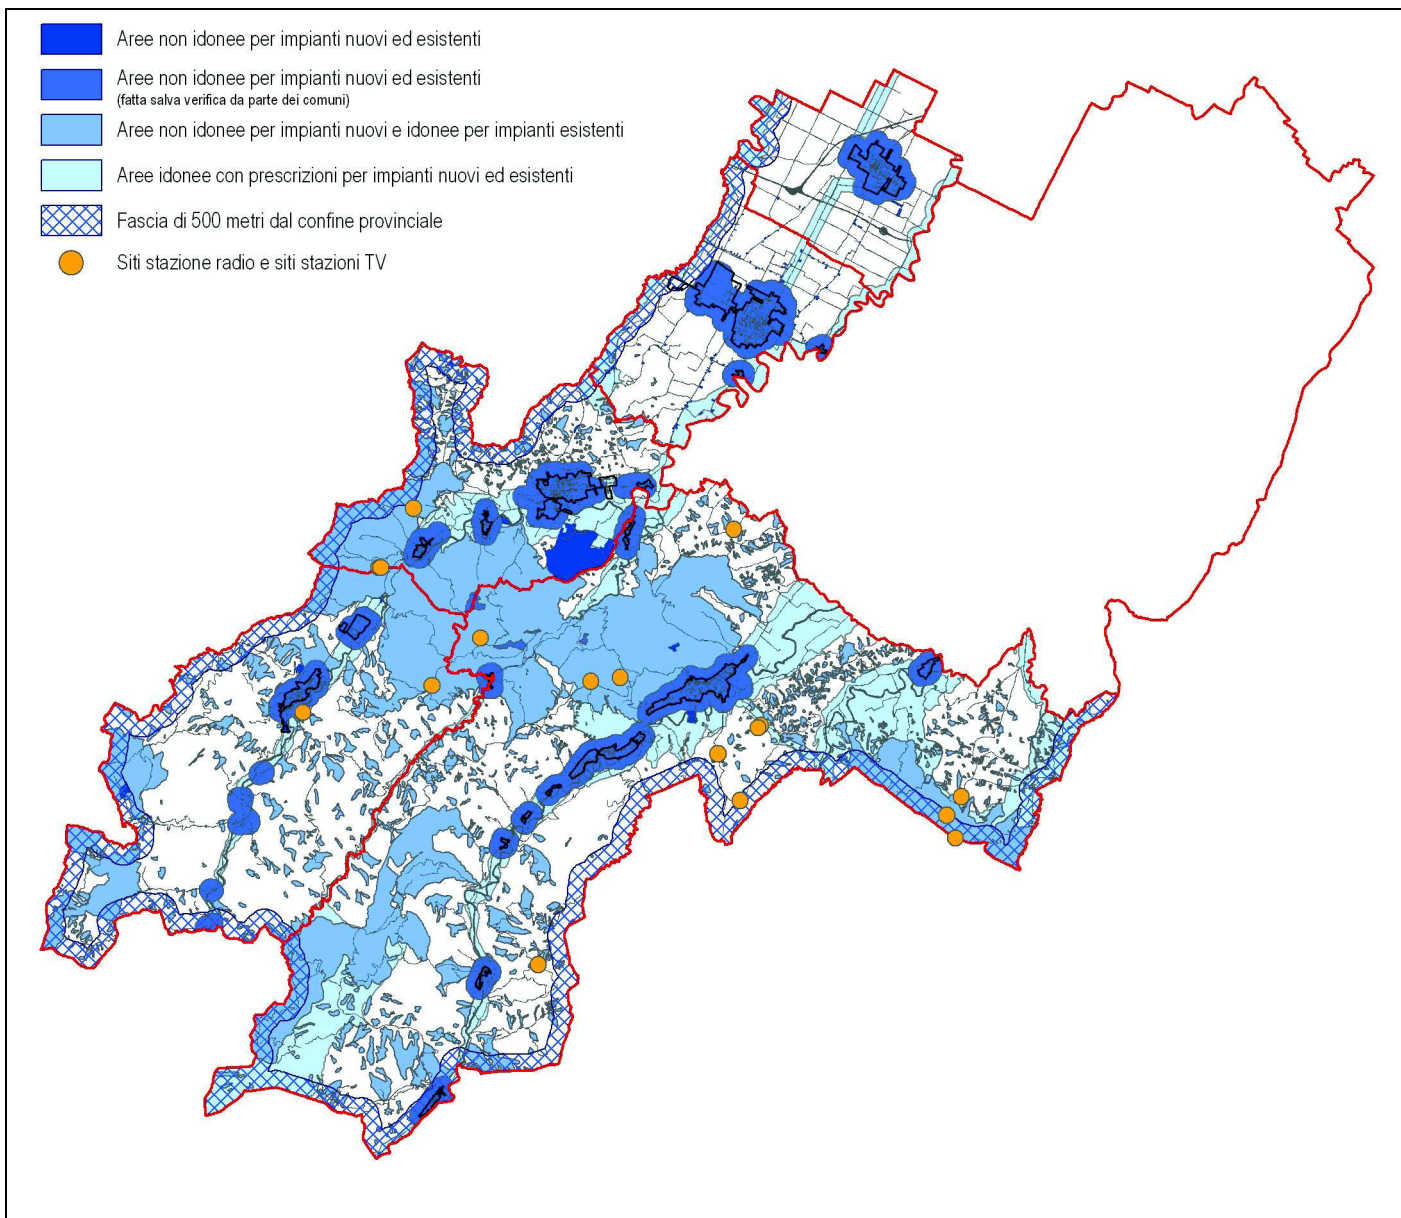 Aree non idonee per impianti nuovi ed esistenti
Aree non idonee per impianti nuovi ed esistenti
(fatta salva verifica da parte dei comuni)
Aree non idonee per impianti nuovi e idonee per impianti esistenti
Aree idonee con prescrizioni per impianti nuovi ed esistenti
Fascia di 500 metri dal confine provinciale
Siti stazione radio e siti stazioni TV